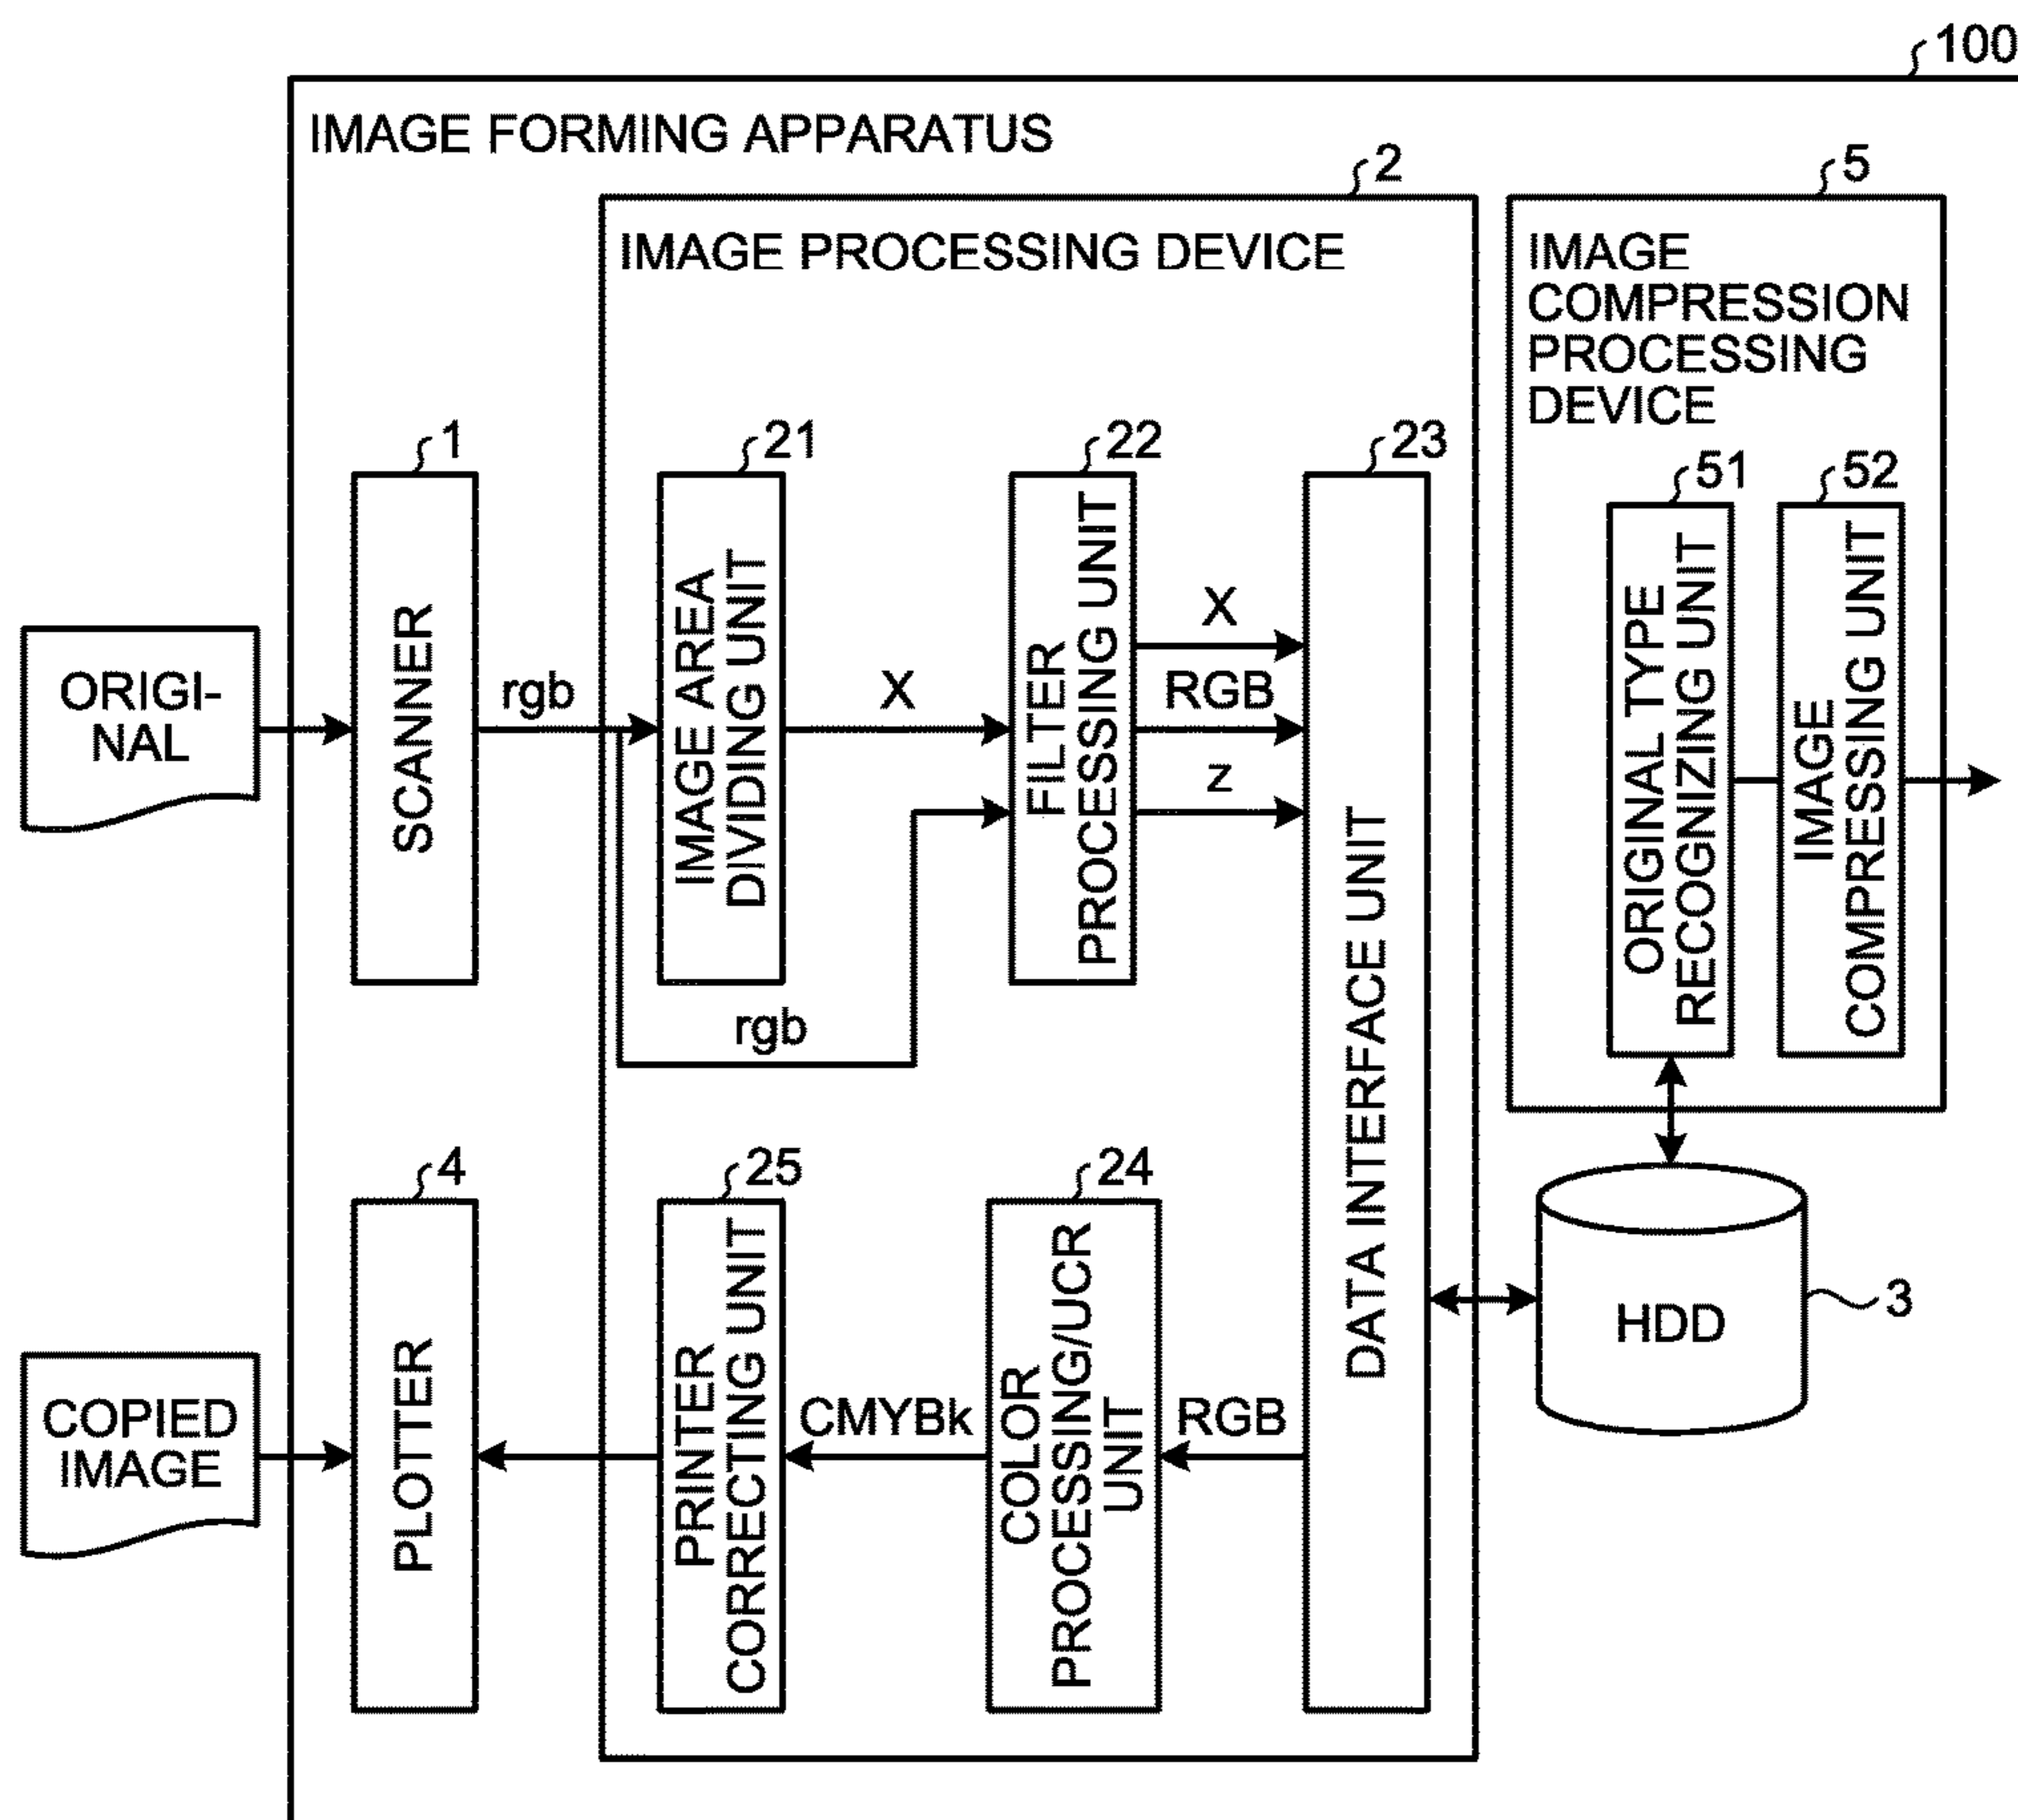 100
IMAGE FORMING APPARATUS
2
5
IMAGE PROCESSING DEVICE
IMAGE
COMPRESSION
PROCESSING
DEVICE
1
21
22
23
51
52
ORIGI-
NAL
SCANNER
rgb
IMAGE AREA
DIVIDING UNIT
X
rgb
FILTER
PROCESSING UNIT
X
RGB
z
DATA INTERFACE UNIT
ORIGINAL TYPE
RECOGNIZING UNIT
IMAGE
COMPRESSING UNIT
4
25
24
COPIED
IMAGE
PLOTTER
PRINTER
CORRECTING UNIT
CMYBk
COLOR
PROCESSING/UCR
UNIT
RGB
HDD
3